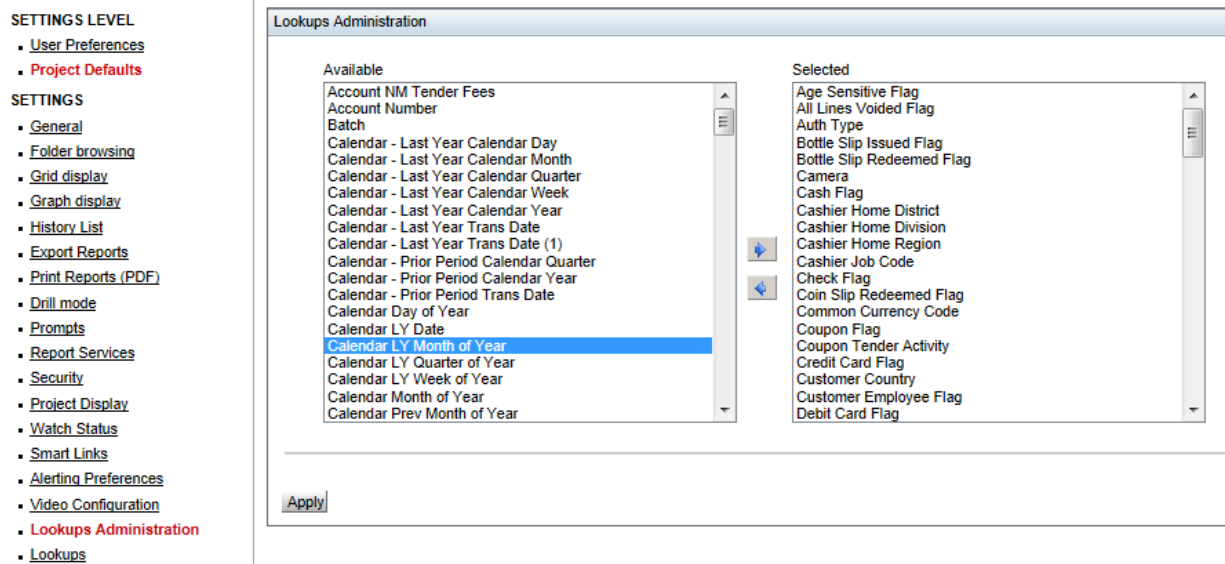 SETTINGS LEVEL
User Preferences
Project Defaults
SETTINGS
General
Folder browsing
Grid display
Graph display
History List
Export Reports
Print Reports (PDF)
Drill mode
Prompts
Report Services
Security
Project Display
Watch Status
Smart Links
Alerting Preferences
Video Configuration
Lookups Administration
Lookups
Lookups Administration
Available
Account NM Tender Fees
Account Number
Batch
Calendar - Last Year Calendar Day
Calendar - Last Year Calendar Month
Calendar - Last Year Calendar Quarter
Calendar - Last Year Calendar Week
Calendar - Last Year Calendar Year
Calendar - Last Year Trans Date
Calendar - Last Year Trans Date (1)
Calendar - Prior Period Calendar Quarter
Calendar - Prior Period Calendar Year
Calendar - Prior Period Trans Date
Calendar Day of Year
Calendar LY Date
Calendar LY Month of Year
Calendar LY Quarter of Year
Calendar LY Week of Year
Calendar Month of Year
Calendar Prev Month of Year
Selected
Age Sensitive Flag
All Lines Voided Flag
Auth Type
Bottle Slip Issued Flag
Bottle Slip Redeemed Flag
Camera
Cash Flag
Cashier Home District
Cashier Home Division
Cashier Home Region
Cashier Job Code
Check Flag
Coin Slip Redeemed Flag
Common Currency Code
Coupon Flag
Coupon Tender Activity
Credit Card Flag
Customer Country
Customer Employee Flag
Debit Card Flag
Apply